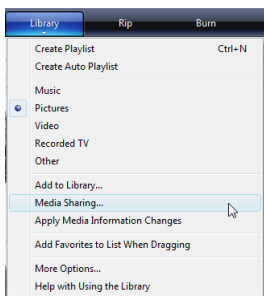 Library Rip Burn
Create Playlist Ctrl+N
Create Auto Playlist
Music
Pictures
Video
Recorded TV
Other
Add to Library...
Media Sharing...
Apply Media Information Changes
Add Favorites to List When Dragging
More Options...
Help with Using the Library